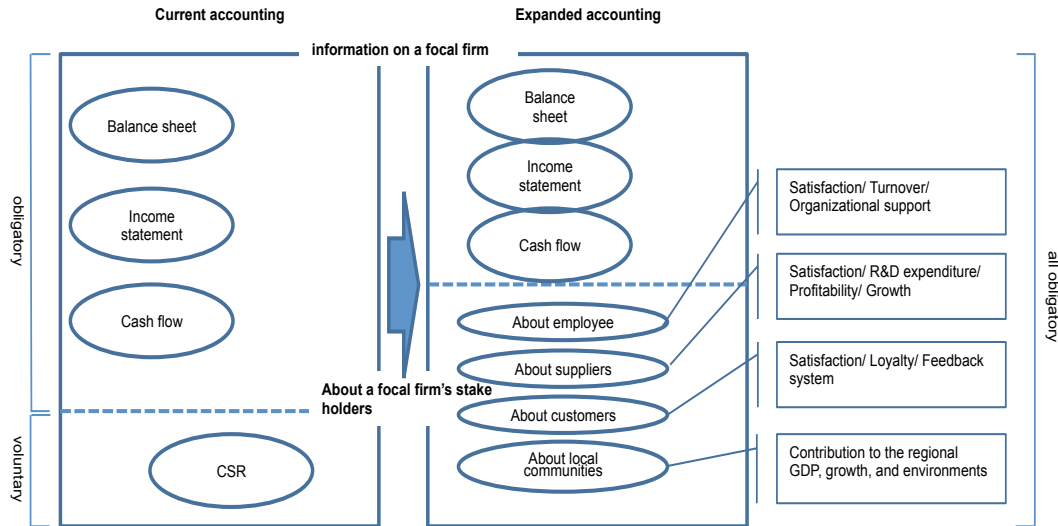 Current accounting
Expanded accounting
information on a focal firm
obligatory
voluntary
Balance sheet
Income
statement
Cash flow
CSR
About a focal firm's stake
holders
Balance
sheet
Income
statement
Cash flow
About employee
About suppliers
About customers
About local
communities
Satisfaction/ Turnover/
Organizational support
Satisfaction/ R&D expenditure/
Profitability/ Growth
Satisfaction/ Loyalty/ Feedback
system
Contribution to the regional
GDP, growth, and environments
all obligatory